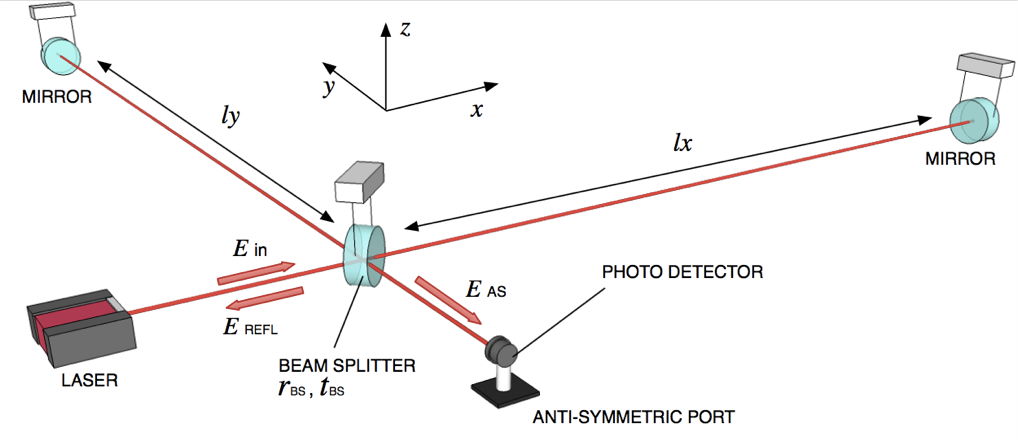 MIRROR
ly
z
y
x
lx
MIRROR
E in
E REFL
E AS
PHOTO DETECTOR
LASER
BEAM SPLITTER
rBS , tBS
ANTI-SYMMETRIC PORT